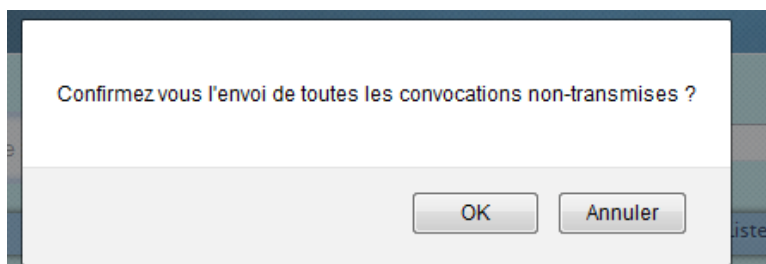 Confirmez vous l'envoi de toutes les convocations non-transmises ?
OK
Annuler